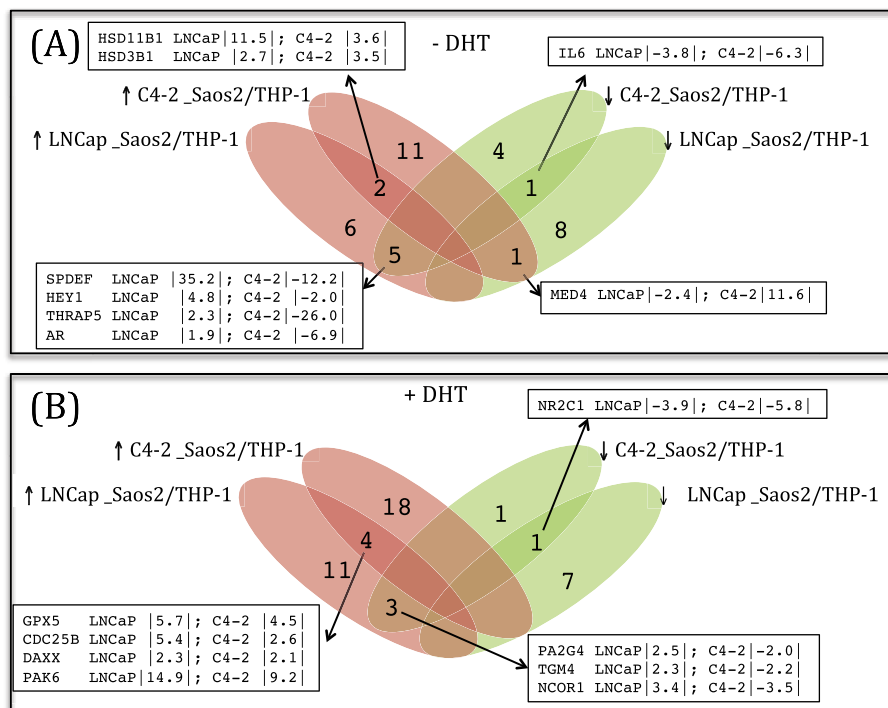 (A)
- DHT
HSD11B1 LNCaP|11.5|; C4-2 |3.6|
HSD3B1 LNCaP |2.7|; C4-2 |3.5|
IL6 LNCaP|-3.8|; C4-2|-6.3|
↑ C4-2 _Saos2/THP-1
↓ C4-2_Saos2/THP-1
↑ LNCap _Saos2/THP-1
↓ LNCap _Saos2/THP-1
11
4
2
1
6
8
5
1
SPDEF LNCaP |35.2|; C4-2|-12.2|
HEY1 LNCaP |4.8|; C4-2 |-2.0|
THRAP5 LNCaP |2.3|; C4-2 |-26.0|
AR LNCaP |1.9|; C4-2 |-6.9|
MED4 LNCaP|-2.4|; C4-2|11.6|
(B)
+ DHT
NR2C1 LNCaP|-3.9|; C4-2|-5.8|
↑ C4-2 _Saos2/THP-1
↓ C4-2_Saos2/THP-1
↑ LNCap _Saos2/THP-1
↓ LNCap _Saos2/THP-1
18
1
4
1
11
7
3
GPX5 LNCaP |5.7|; C4-2 |4.5|
CDC25B LNCaP |5.4|; C4-2 |2.6|
DAXX LNCaP |2.3|; C4-2 |2.1|
PAK6 LNCaP|14.9|; C4-2 |9.2|
PA2G4 LNCaP|2.5|; C4-2|-2.0|
TGM4 LNCaP|2.3|; C4-2|-2.2|
NCOR1 LNCaP|3.4|; C4-2|-3.5|